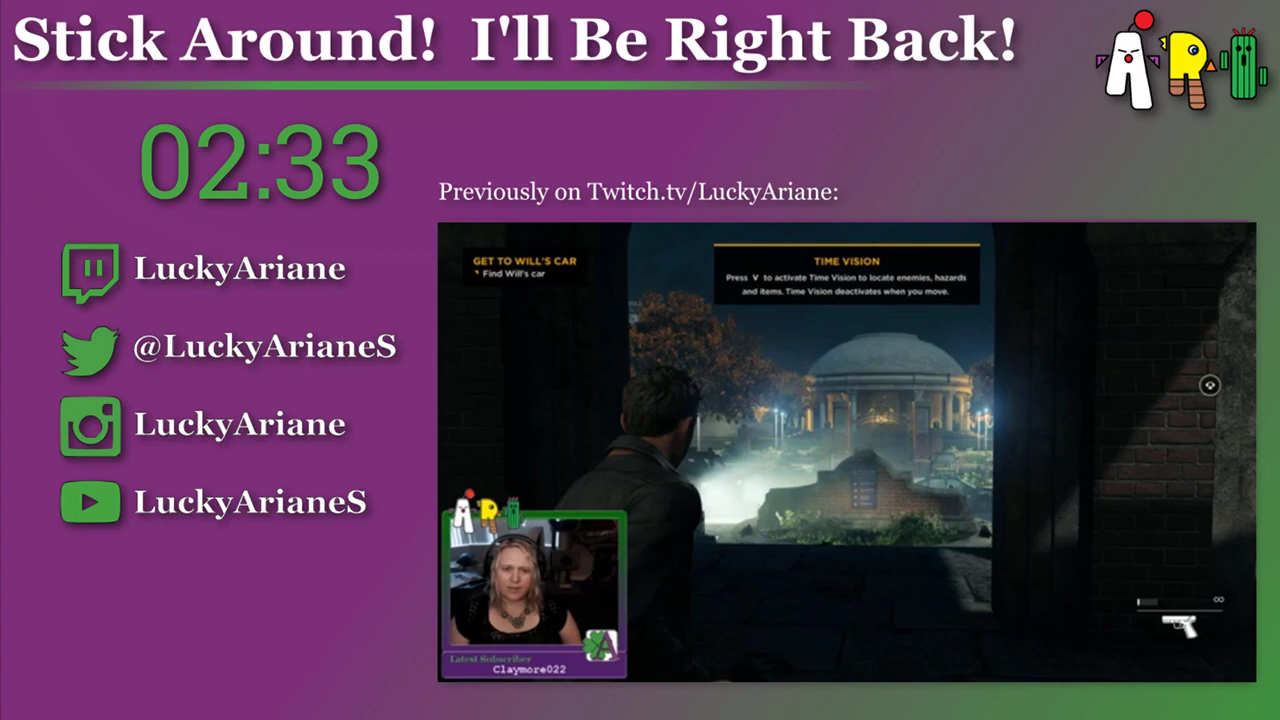 Stick Around! I'll Be Right Back!
ARI
02:33
Previously on Twitch.tv/LuckyAriane:
LuckyAriane
@LuckyArianeS
LuckyAriane
LuckyArianeS
GET TO WILL'S CAR
Find Will's car
TIME VISION
Press V to activate Time Vision to locate enemies, hazards
and items. Time Vision deactivates when you move.
∞
ARI
A
Latest Subscriber
Claymore022